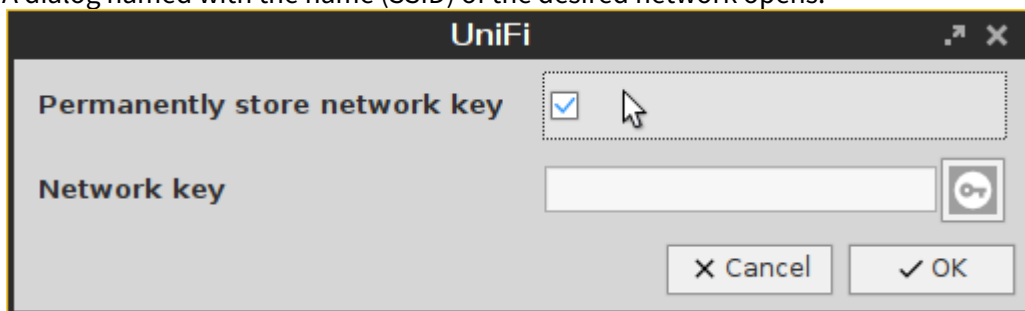 A dialog named with the name (SSID) of the desired network opens.
UniFi
Permanently store network key
Network key
Cancel
OK